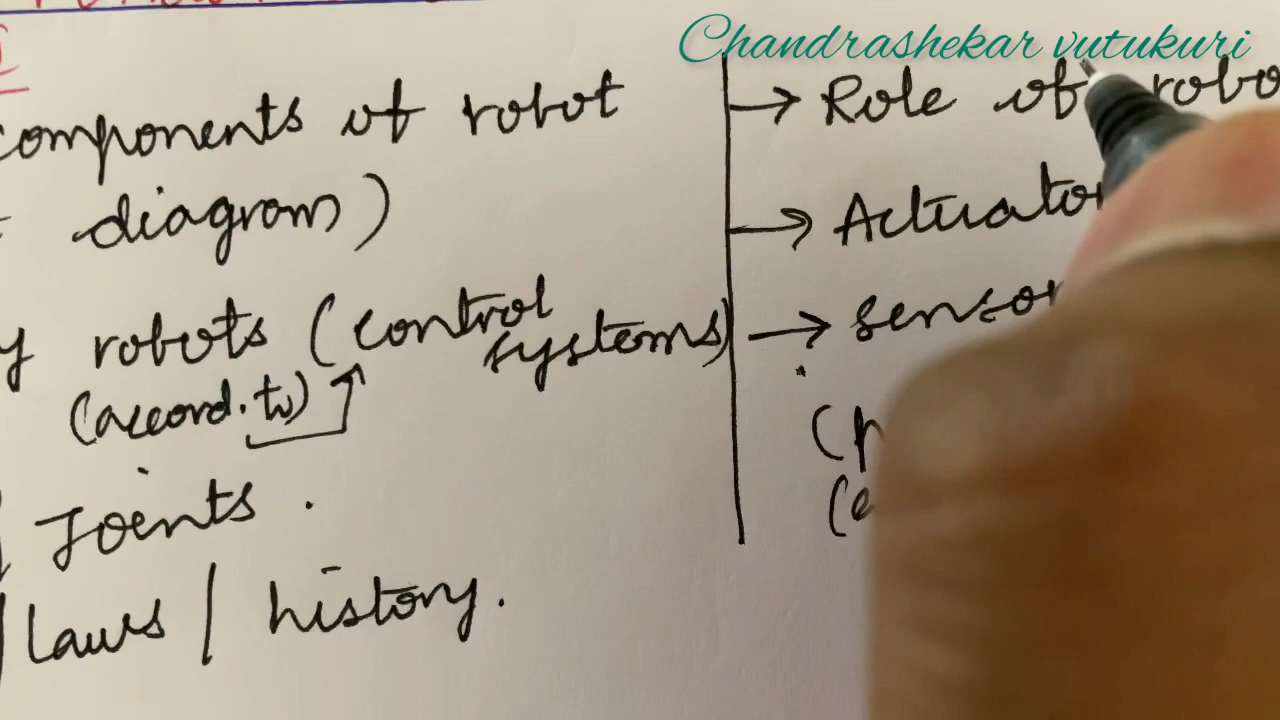 Chandrashekar vutukuri
components of robot
diagram)
robots (control
systems)
(accord. to)
Joints.
/Laws / history.
→ Role of robo
→ Actuator
→ sensor